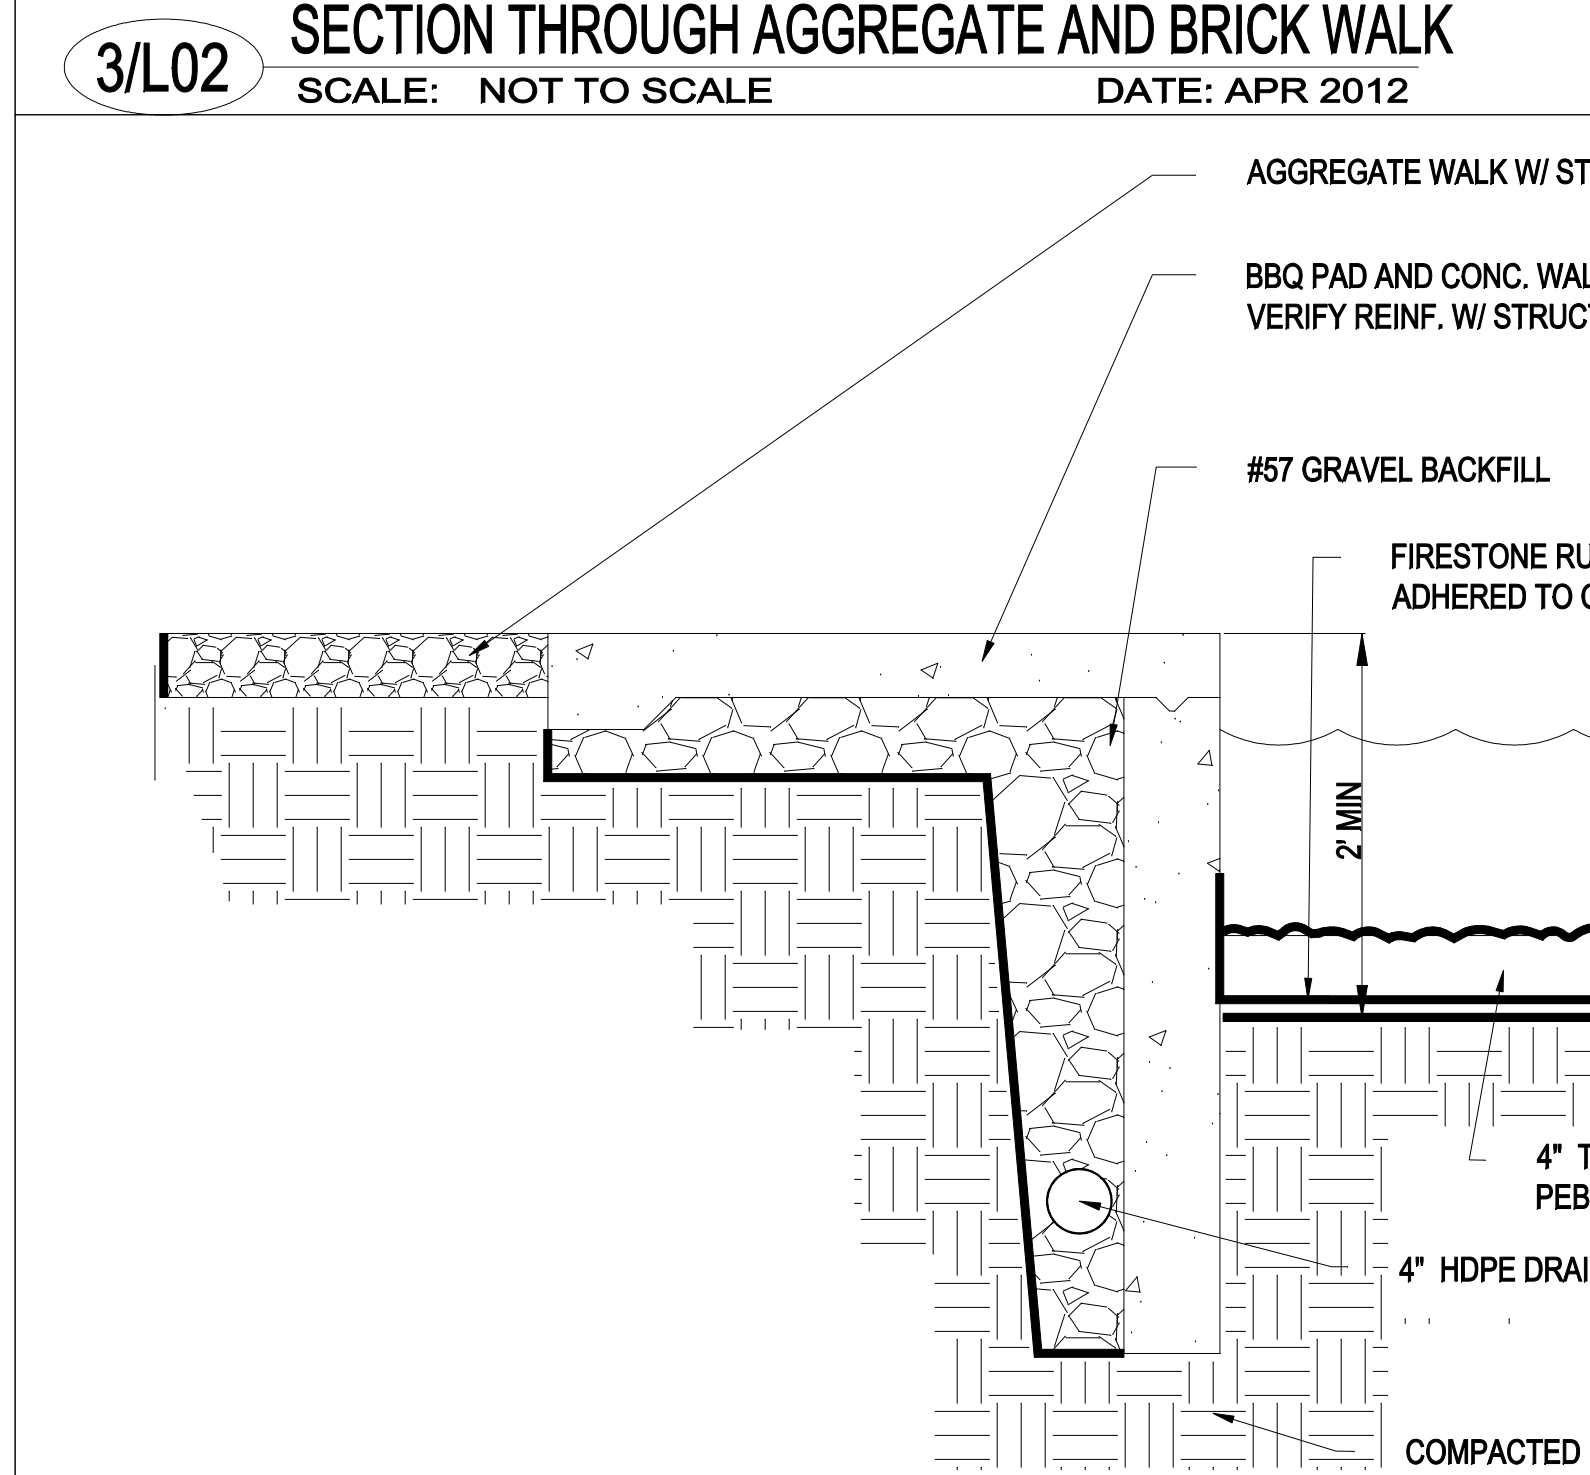 3/L02
SECTION THROUGH AGGREGATE AND BRICK WALK
SCALE: NOT TO SCALE
DATE: APR 2012
AGGREGATE WALK W/ ST
BBQ PAD AND CONC. WAL
VERIFY REINF. W/ STRUCT
#57 GRAVEL BACKFILL
FIRESTONE RU
ADHERED TO
2' MIN
4" T
PEB
4" HDPE DRAI
COMPACTED